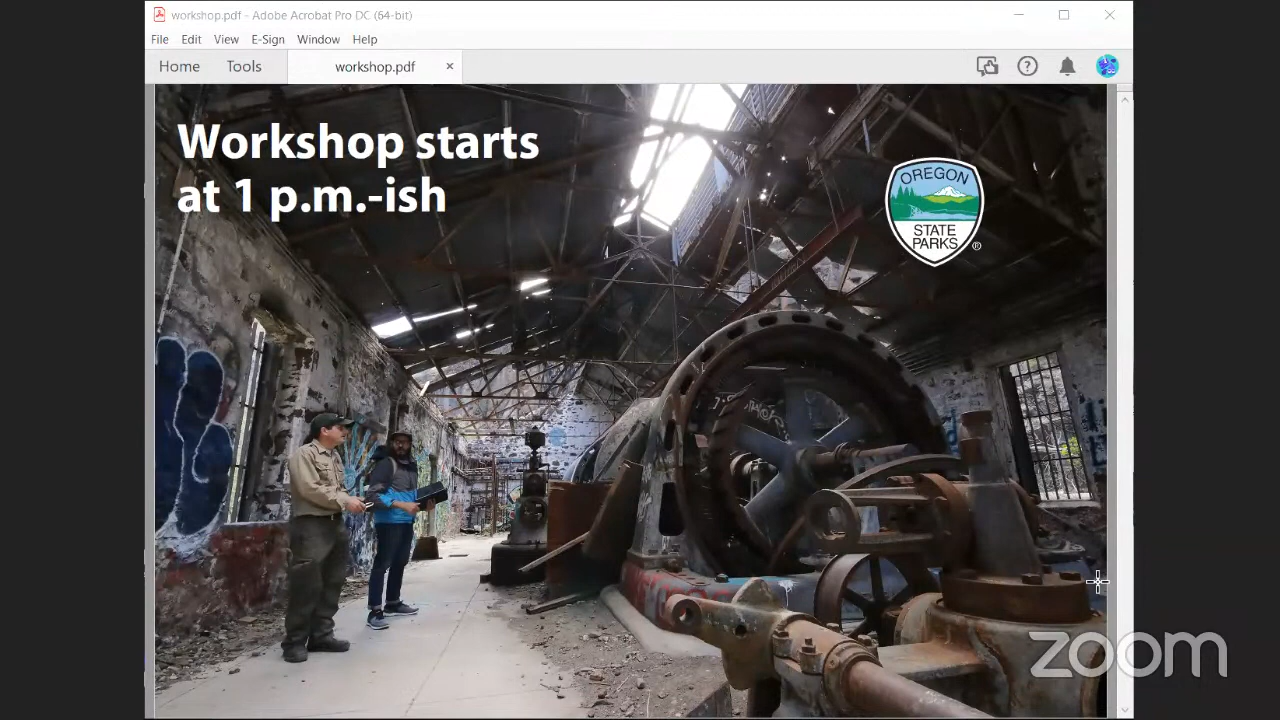 workshop.pdf - Adobe Acrobat Pro DC (64-bit)
File Edit View E-Sign Window Help
Home Tools workshop.pdf ×
Workshop starts
at 1 p.m.-ish
OREGON
STATE
PARKS ®
zoom